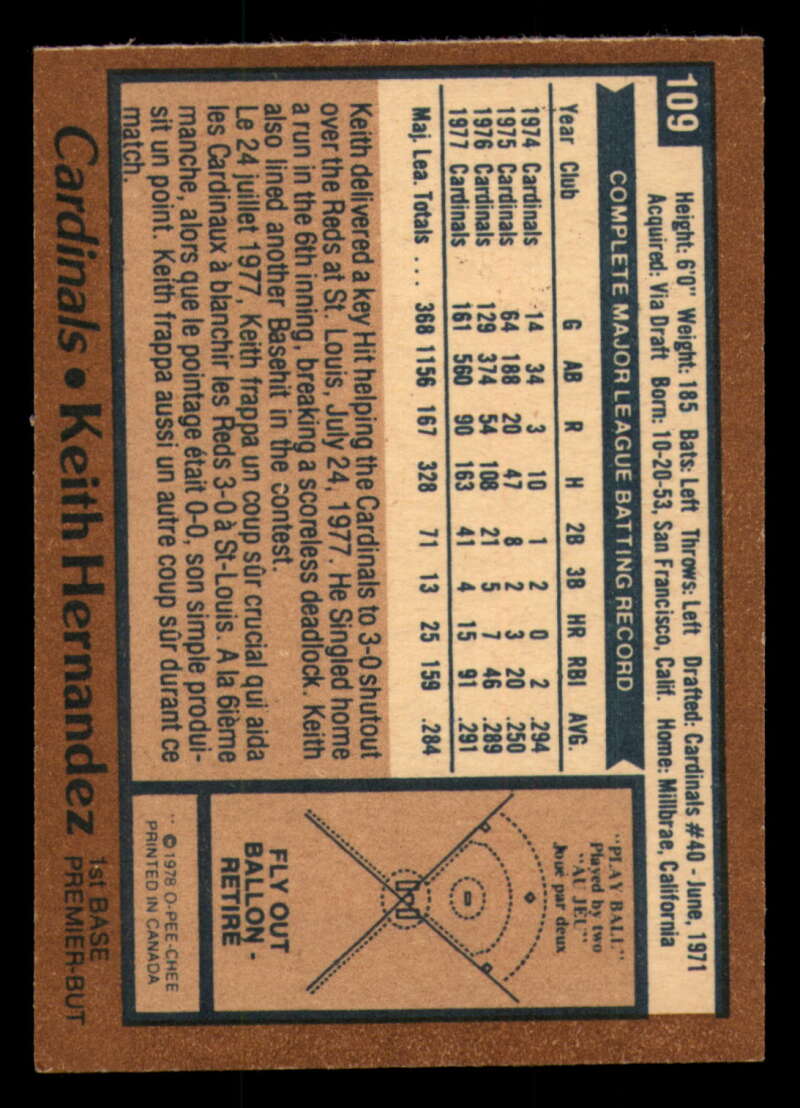 109
Height: 6'0" Weight: 185 Bats: Left Throws: Left Drafted: Cardinals #40 - June, 1971
Acquired: Via Draft Born: 10-20-53, San Francisco, Calif. Home: Millbrae, California
COMPLETE MAJOR LEAGUE BATTING RECORD
Year Club G AB R H 2B 3B HR RBI AVG.
1974 Cardinals 14 34 3 10 1 2 0 2 .294
1975 Cardinals 64 188 20 47 8 2 3 20 .250
1976 Cardinals 129 374 54 108 21 5 7 46 .289
1977 Cardinals 161 560 90 163 41 4 15 91 .291
Maj. Lea. Totals ... 368 1156 167 328 71 13 25 159 .284
Keith delivered a key Hit helping the Cardinals to 3-0 shutout
over the Reds at St. Louis, July 24, 1977. He Singled home
a run in the 6th inning, breaking a scoreless deadlock. Keith
also lined another Basehit in the contest.
Le 24 juillet 1977, Keith frappa un coup sûr crucial qui aida
les Cardinaux à blanchir les Reds 3-0 à St-Louis. A la 6ième
manche, alors que le pointage était 0-0, son simple produi-
sit un point. Keith frappa aussi un autre coup sûr durant ce
match.
"PLAY BALL"
Played by two
"AU JEU"
Joué par deux
FLY OUT
BALLON -
RETIRÉ
© 1978 O-PEE-CHEE
PRINTED IN CANADA
Cardinals • Keith Hernandez 1st BASE
PREMIER-BUT